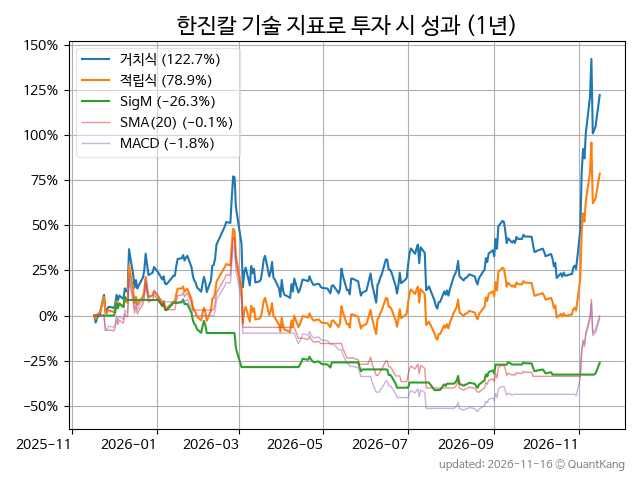 한진칼 기술 지표로 투자 시 성과 (1년)
150%
125%
100%
75%
50%
25%
0%
−25%
−50%
거치식 (122.7%)
적립식 (78.9%)
SigM (−26.3%)
SMA(20) (−0.1%)
MACD (−1.8%)
2025-11
2026-01
2026-03
2026-05
2026-07
2026-09
2026-11
updated: 2026-11-16 ⓒ QuantKang